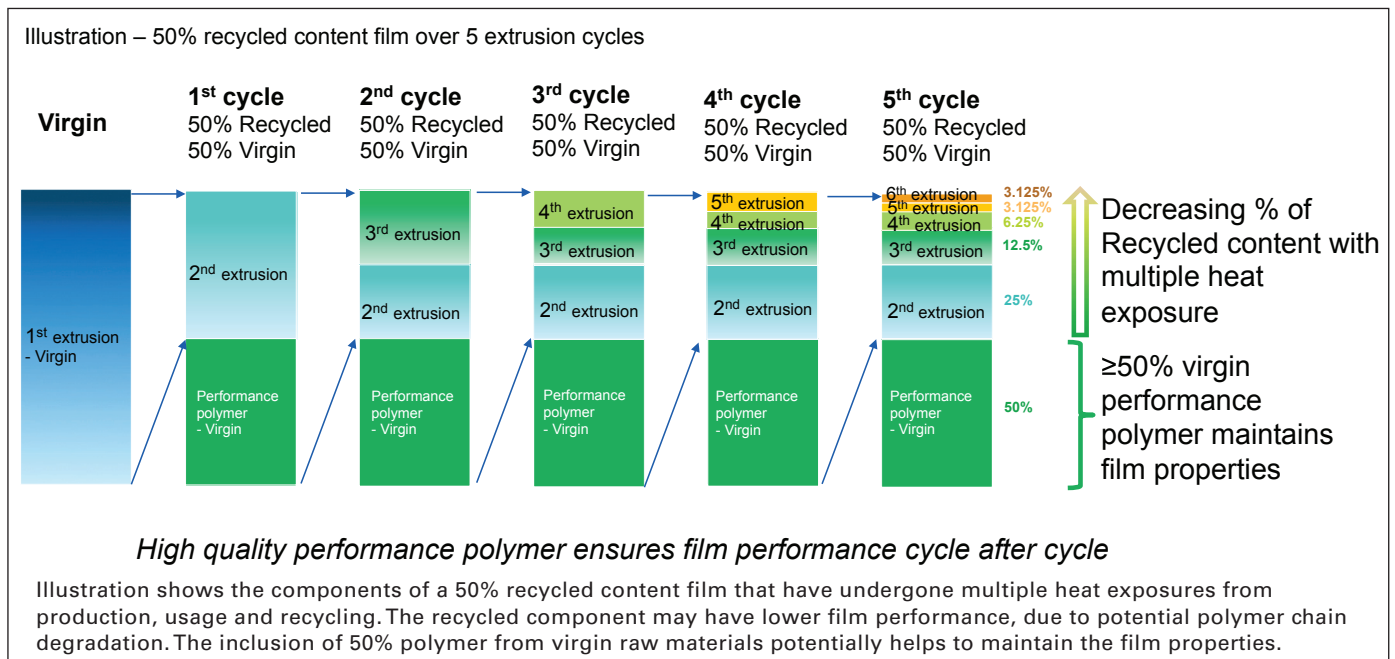 Illustration – 50% recycled content film over 5 extrusion cycles
Virgin
1st cycle
50% Recycled
50% Virgin
2nd cycle
50% Recycled
50% Virgin
3rd cycle
50% Recycled
50% Virgin
4th cycle
50% Recycled
50% Virgin
5th cycle
50% Recycled
50% Virgin
1st extrusion
- Virgin
2nd extrusion
Performance
polymer
- Virgin
3rd extrusion
2nd extrusion
Performance
polymer
- Virgin
4th extrusion
3rd extrusion
2nd extrusion
Performance
polymer
- Virgin
5th extrusion
4th extrusion
3rd extrusion
2nd extrusion
Performance
polymer
- Virgin
6th extrusion
5th extrusion
4th extrusion
3rd extrusion
2nd extrusion
Performance
polymer
- Virgin
3.125%
3.125%
6.25%
12.5%
25%
50%
Decreasing % of
Recycled content with
multiple heat
exposure
≥50% virgin
performance
polymer maintains
film properties
High quality performance polymer ensures film performance cycle after cycle
Illustration shows the components of a 50% recycled content film that have undergone multiple heat exposures from
production, usage and recycling. The recycled component may have lower film performance, due to potential polymer chain
degradation. The inclusion of 50% polymer from virgin raw materials potentially helps to maintain the film properties.